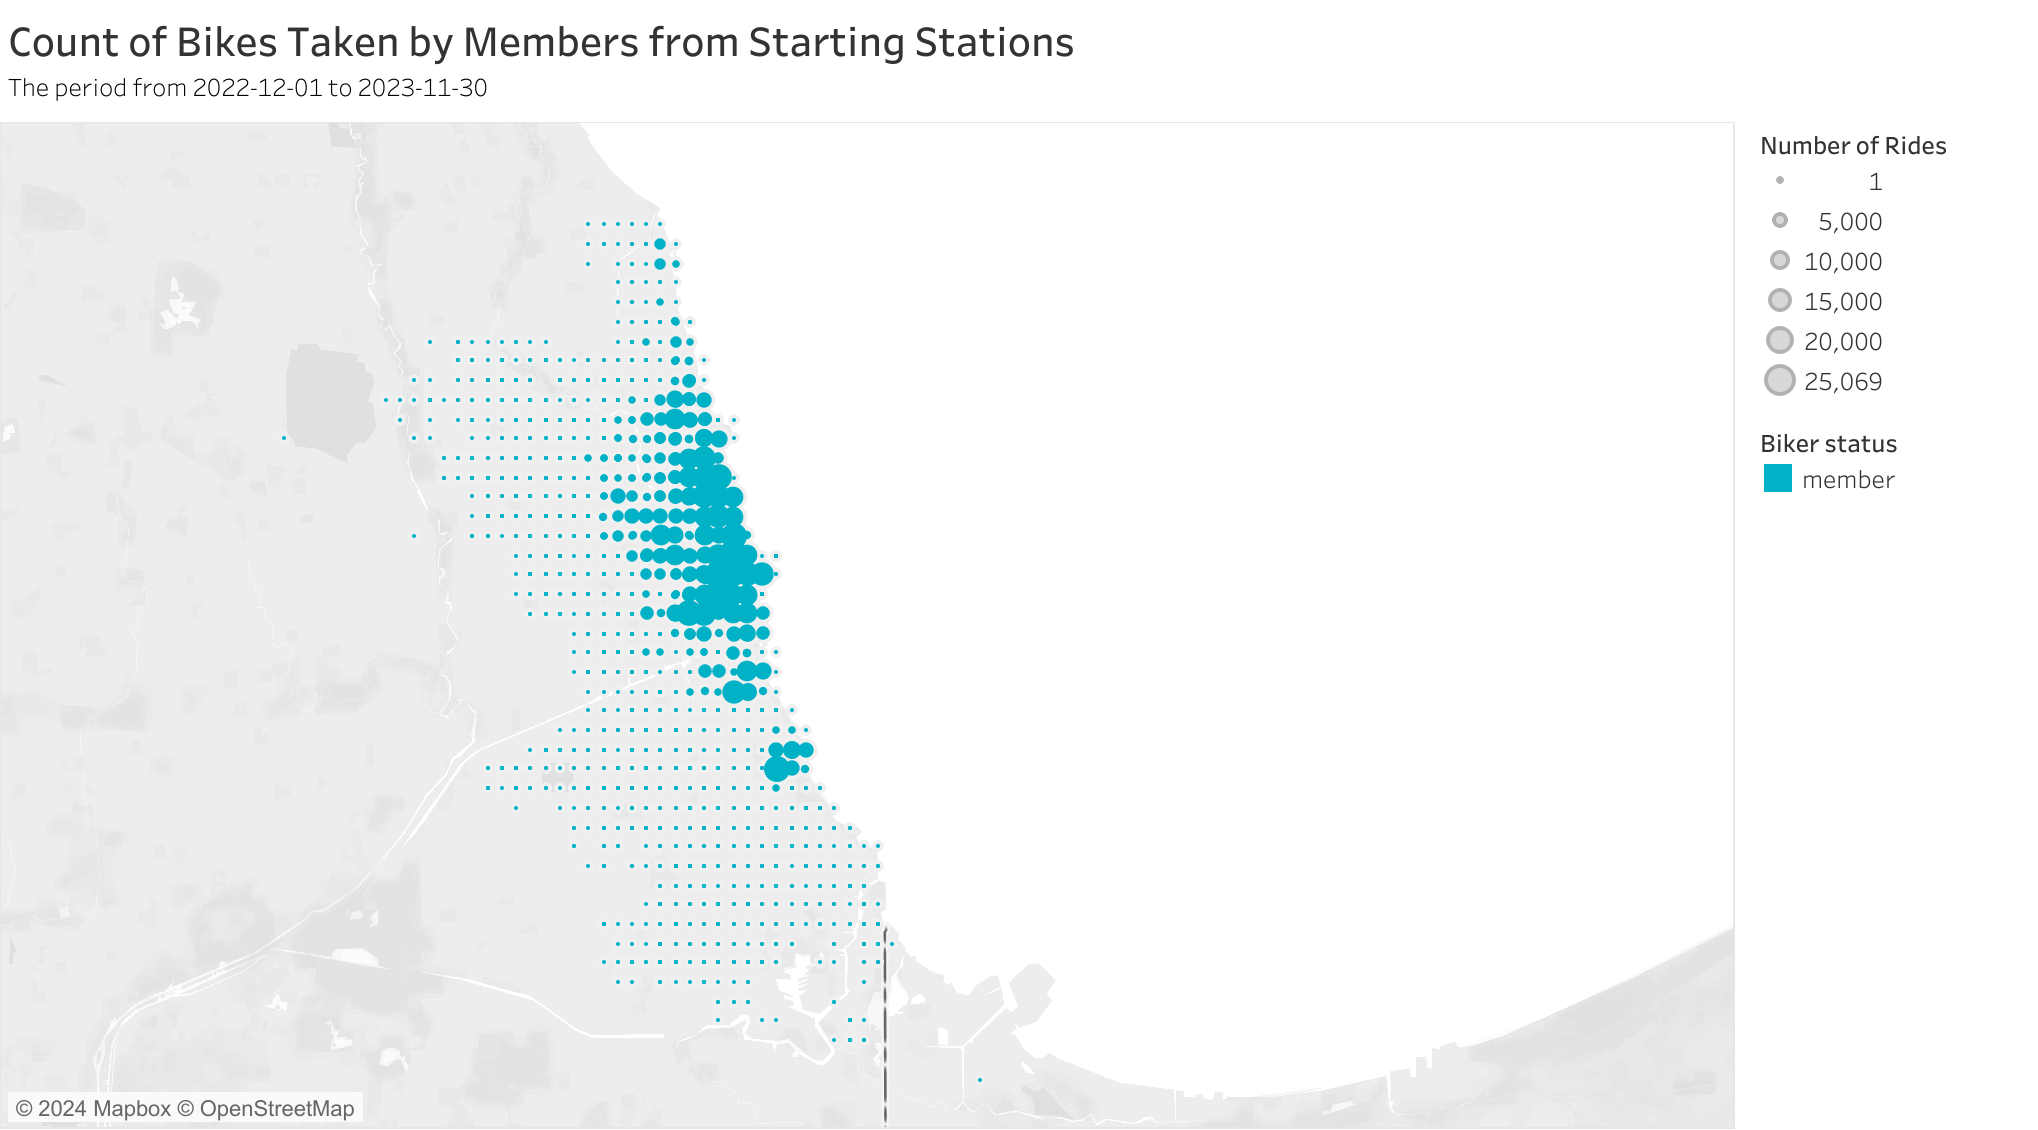 Count of Bikes Taken by Members from Starting Stations
The period from 2022-12-01 to 2023-11-30
Number of Rides
1
5,000
10,000
15,000
20,000
25,069
Biker status
member
© 2024 Mapbox © OpenStreetMap